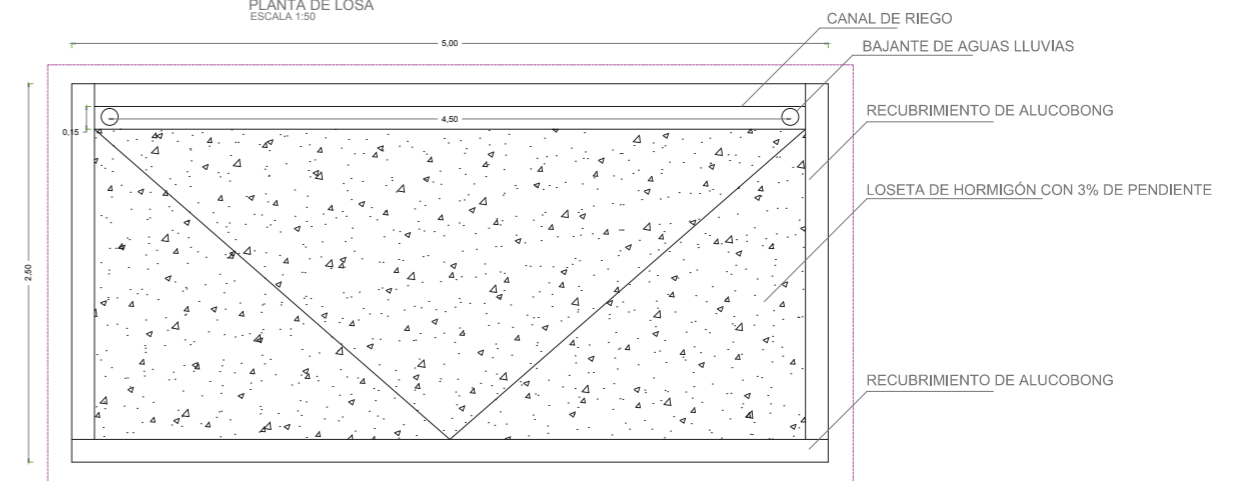 PLANTA DE LOSA
ESCALA 1:50
CANAL DE RIEGO
5,00
BAJANTE DE AGUAS LLUVIAS
RECUBRIMIENTO DE ALUCOBONG
4,50
0,15
LOSETA DE HORMIGÓN CON 3% DE PENDIENTE
2,50
RECUBRIMIENTO DE ALUCOBONG